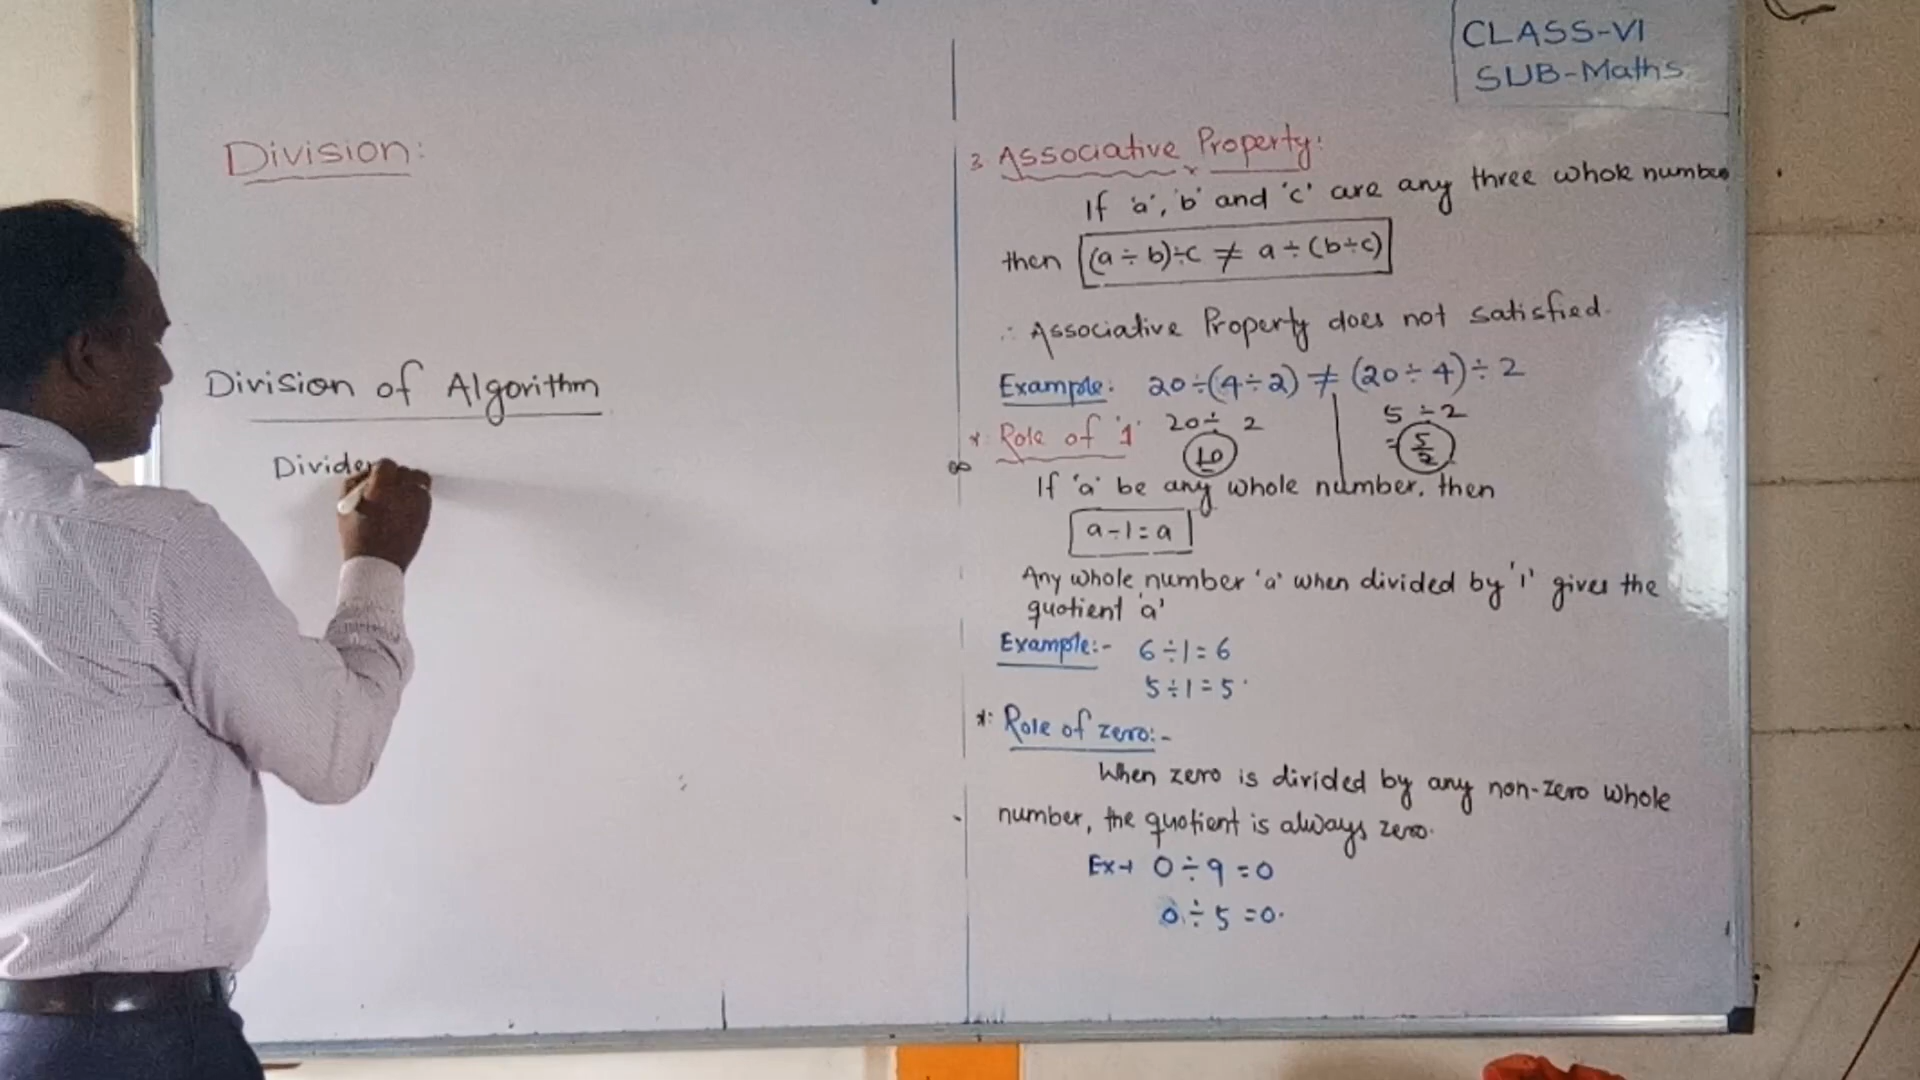 CLASS-VI
SUB-Maths
Division:
Division of Algorithm
Divide
3 Associative Property:
If 'a', 'b' and 'c' are any three whole number
then (a ÷ b)÷c ≠ a ÷ (b÷c)
∴ Associative Property does not satisfied.
Example: 20÷(4÷2) ≠ (20÷4)÷2
20÷ 2 5 ÷2
10 = 5/2
* Role of '1'
If 'a' be any whole number, then
a÷1=a
Any whole number 'a' when divided by '1' gives the
quotient 'a'
Example:- 6÷1=6
5÷1=5
* Role of zero:-
When zero is divided by any non-zero whole
number, the quotient is always zero.
Ex→ 0÷9=0
0÷5=0.